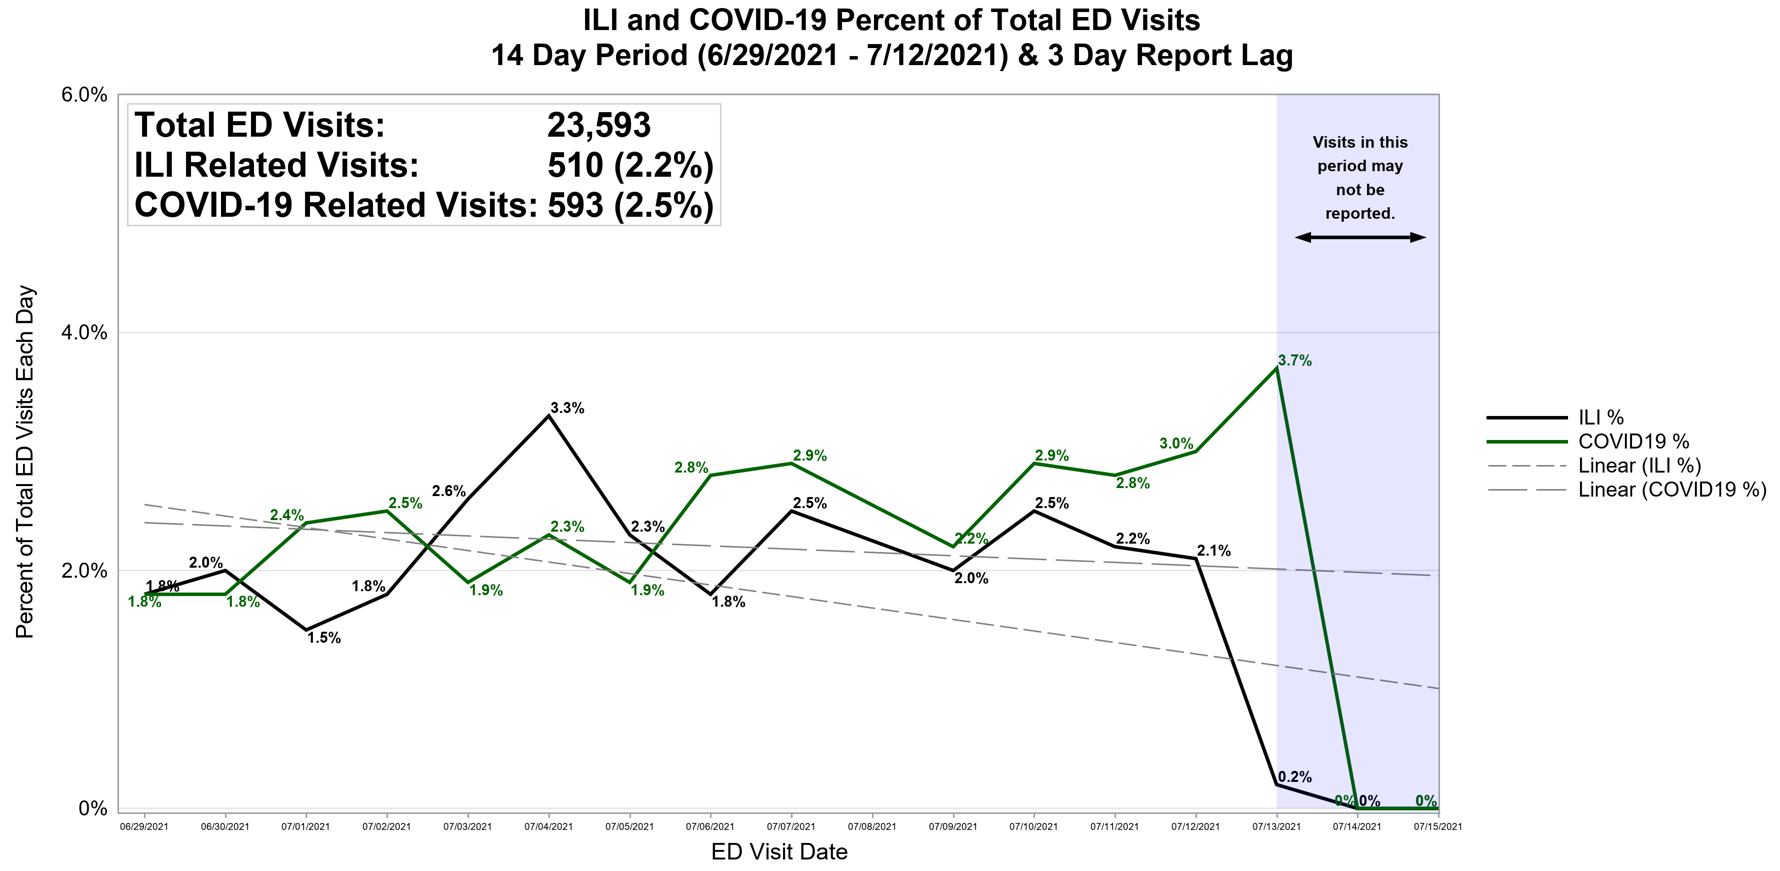 ILI and COVID-19 Percent of Total ED Visits
14 Day Period (6/29/2021 - 7/12/2021) & 3 Day Report Lag
6.0%
4.0%
2.0%
0%
Percent of Total ED Visits Each Day
Total ED Visits: 23,593
ILI Related Visits: 510 (2.2%)
COVID-19 Related Visits: 593 (2.5%)
Visits in this
period may
not be
reported.
1.8%
2.0%
1.5%
1.8%
2.6%
3.3%
2.3%
1.8%
2.5%
2.0%
2.5%
2.2%
2.1%
0.2%
0%
1.8%
1.8%
2.4%
2.5%
1.9%
2.3%
1.9%
2.8%
2.9%
2.2%
2.9%
2.8%
3.0%
3.7%
0%
0%
06/29/2021 06/30/2021 07/01/2021 07/02/2021 07/03/2021 07/04/2021 07/05/2021 07/06/2021 07/07/2021 07/08/2021 07/09/2021 07/10/2021 07/11/2021 07/12/2021 07/13/2021 07/14/2021 07/15/2021
ED Visit Date
ILI %
COVID19 %
Linear (ILI %)
Linear (COVID19 %)